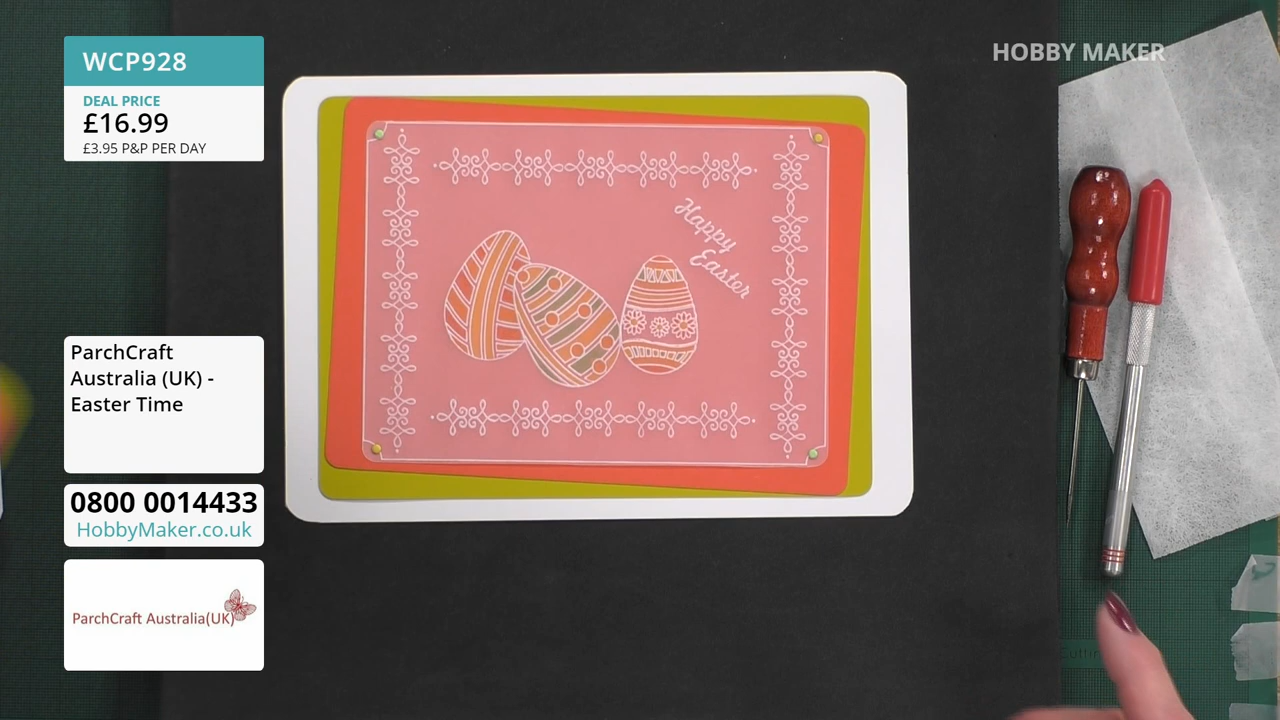 WCP928
DEAL PRICE
£16.99
£3.95 P&P PER DAY
HOBBY MAKER
Happy
Easter
ParchCraft
Australia (UK) -
Easter Time
0800 0014433
HobbyMaker.co.uk
ParchCraft Australia(UK)